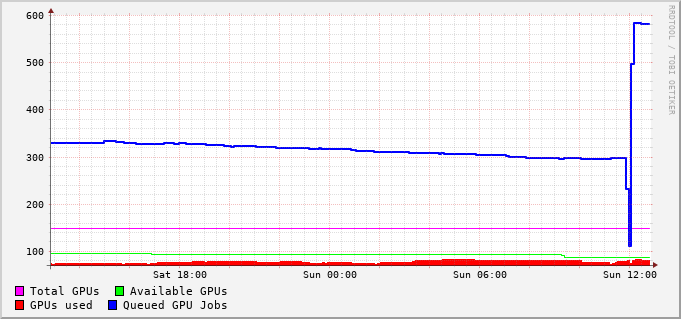 600
500
400
300
200
100
Sat 18:00 Sun 00:00 Sun 06:00 Sun 12:00
Total GPUs Available GPUs
GPUs used Queued GPU Jobs
RRDTOOL / TOBI OETIKER